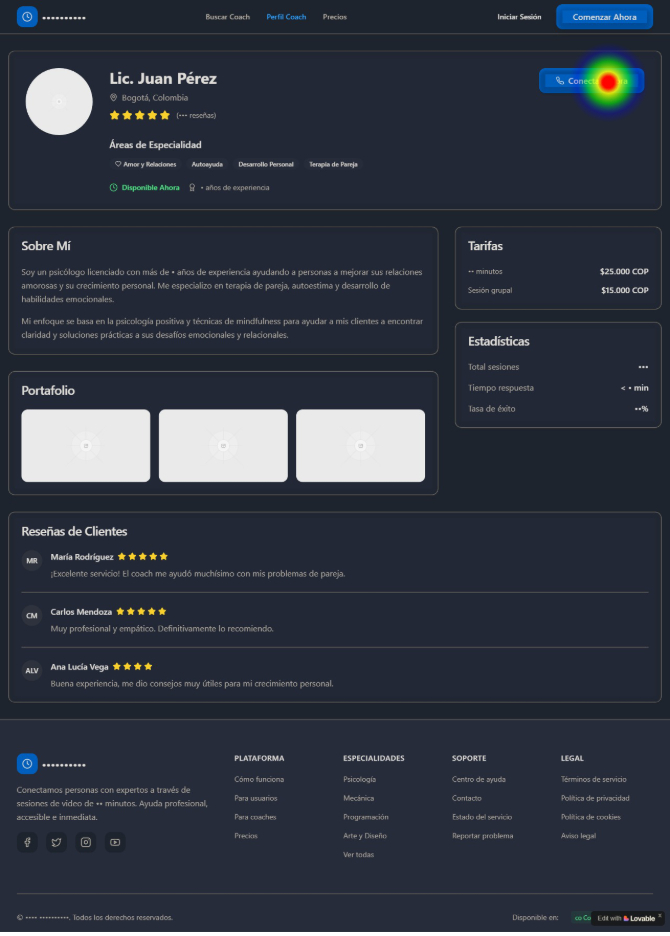 ••••••••••
Buscar Coach
Perfil Coach
Precios
Iniciar Sesión
Comenzar Ahora
Lic. Juan Pérez
Bogotá, Colombia
(••• reseñas)
Áreas de Especialidad
Amor y Relaciones
Autoayuda
Desarrollo Personal
Terapia de Pareja
Disponible Ahora
• años de experiencia
Sobre Mí
Soy un psicólogo licenciado con más de • años de experiencia ayudando a personas a mejorar sus relaciones
amorosas y su crecimiento personal. Me especializo en terapia de pareja, autoestima y desarrollo de
habilidades emocionales.
Mi enfoque se basa en la psicología positiva y técnicas de mindfulness para ayudar a mis clientes a encontrar
claridad y soluciones prácticas a sus desafíos emocionales y relacionales.
Tarifas
•• minutos
$25.000 COP
Sesión grupal
$15.000 COP
Estadísticas
Total sesiones
•••
Tiempo respuesta
< • min
Tasa de éxito
••%
Portafolio
Reseñas de Clientes
MR
María Rodríguez
¡Excelente servicio! El coach me ayudó muchísimo con mis problemas de pareja.
CM
Carlos Mendoza
Muy profesional y empático. Definitivamente lo recomiendo.
ALV
Ana Lucía Vega
Buena experiencia, me dio consejos muy útiles para mi crecimiento personal.
••••••••••
Conectamos personas con expertos a través de
sesiones de video de •• minutos. Ayuda profesional,
accesible e inmediata.
PLATAFORMA
Cómo funciona
Para usuarios
Para coaches
Precios
ESPECIALIDADES
Psicología
Mecánica
Programación
Arte y Diseño
Ver todas
SOPORTE
Centro de ayuda
Contacto
Estado del servicio
Reportar problema
LEGAL
Términos de servicio
Política de privacidad
Política de cookies
Aviso legal
© •••• ••••••••••. Todos los derechos reservados.
Disponible en:
co
Edit with Lovable
x